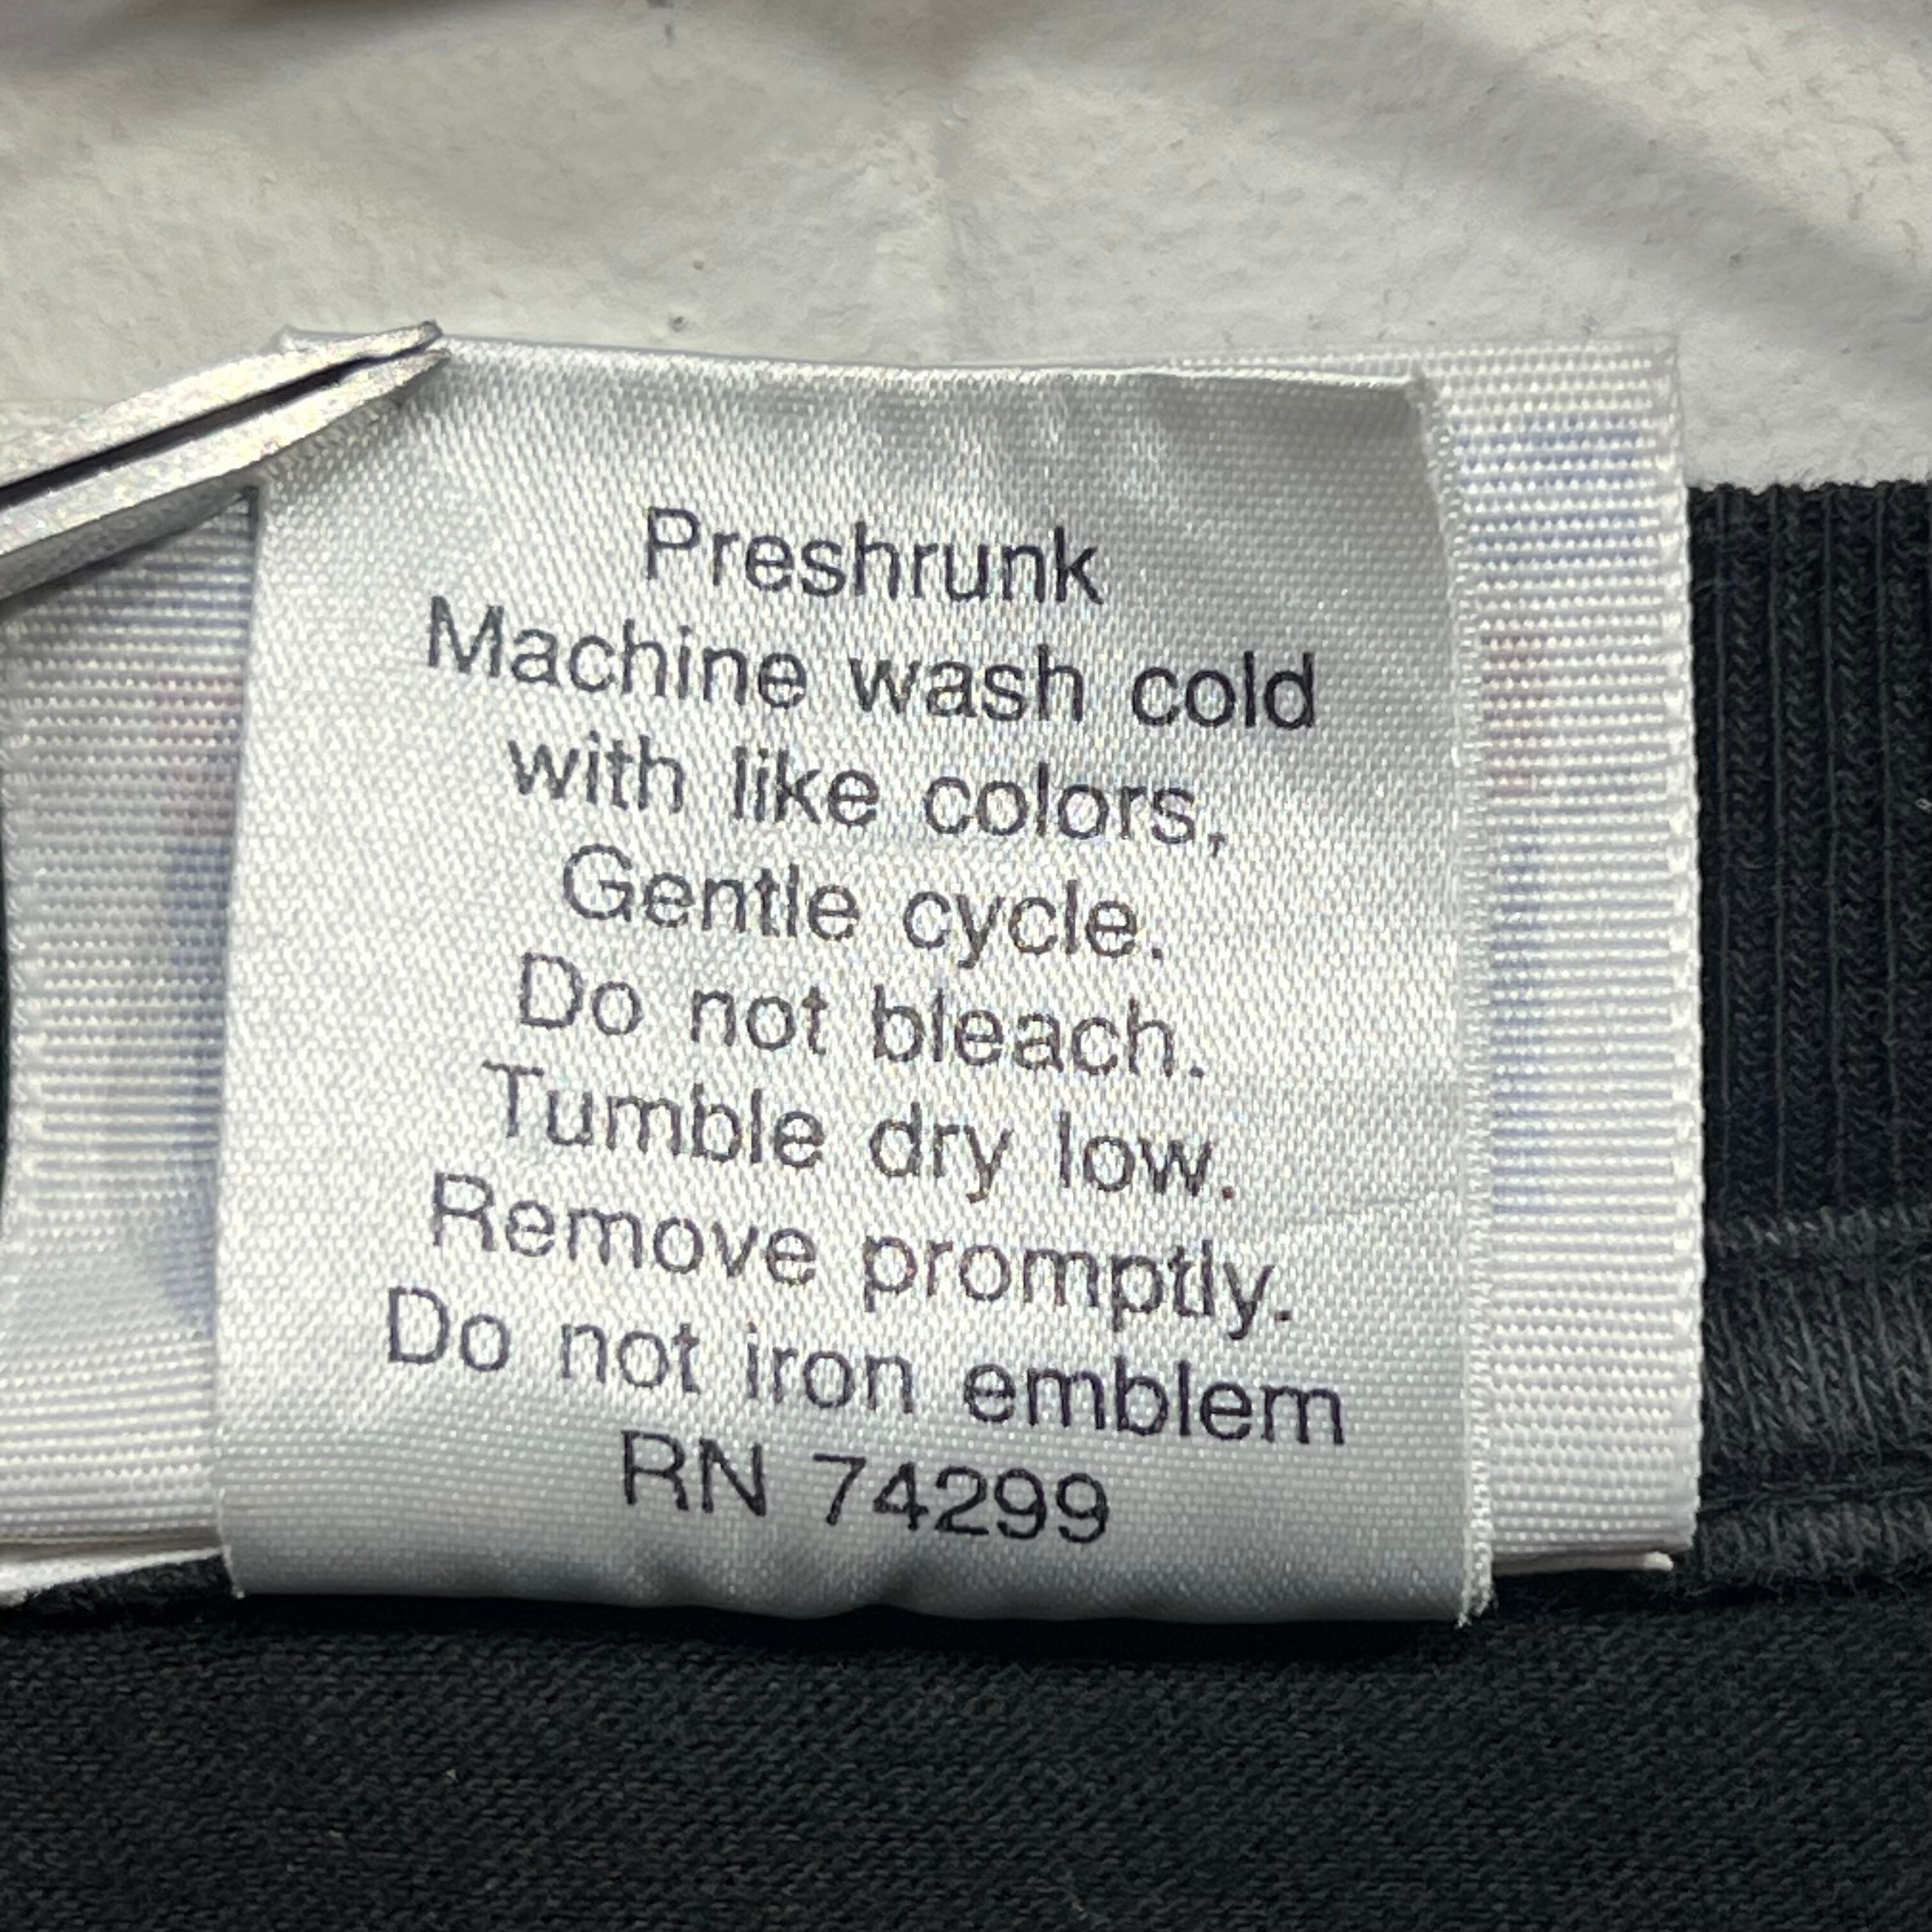 Preshrunk
Machine wash cold
with like colors,
Gentle cycle.
Do not bleach.
Tumble dry low.
Remove promptly.
Do not iron emblem
RN 74299